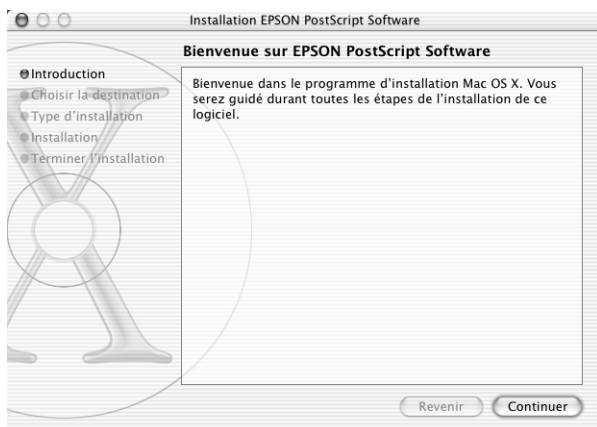 Installation EPSON PostScript Software
Bienvenue sur EPSON PostScript Software
Introduction
Choisir la destination
Type d'installation
Installation
Terminer l'installation
Bienvenue dans le programme d'installation Mac OS X. Vous
serez guidé durant toutes les étapes de l'installation de ce
logiciel.
Revenir
Continuer